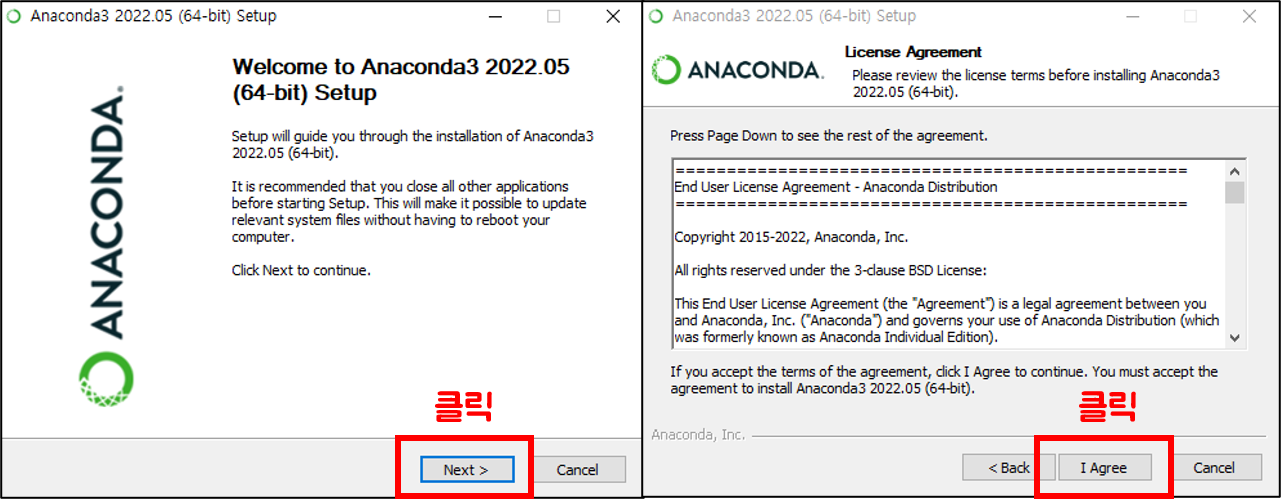 Anaconda3 2022.05 (64-bit) Setup
Welcome to Anaconda3 2022.05
(64-bit) Setup
ANACONDA.
Setup will guide you through the installation of Anaconda3
2022.05 (64-bit).
It is recommended that you close all other applications
before starting Setup. This will make it possible to update
relevant system files without having to reboot your
computer.
Click Next to continue.
클릭
Next >
Cancel
Anaconda3 2022.05 (64-bit) Setup
ANACONDA.
License Agreement
Please review the license terms before installing Anaconda3
2022.05 (64-bit).
Press Page Down to see the rest of the agreement.
==================================================
End User License Agreement - Anaconda Distribution
==================================================
Copyright 2015-2022, Anaconda, Inc.
All rights reserved under the 3-clause BSD License:
This End User License Agreement (the "Agreement") is a legal agreement between you
and Anaconda, Inc. ("Anaconda") and governs your use of Anaconda Distribution (which
was formerly known as Anaconda Individual Edition).
If you accept the terms of the agreement, click I Agree to continue. You must accept the
agreement to install Anaconda3 2022.05 (64-bit).
클릭
Anaconda, Inc.
< Back
I Agree
Cancel